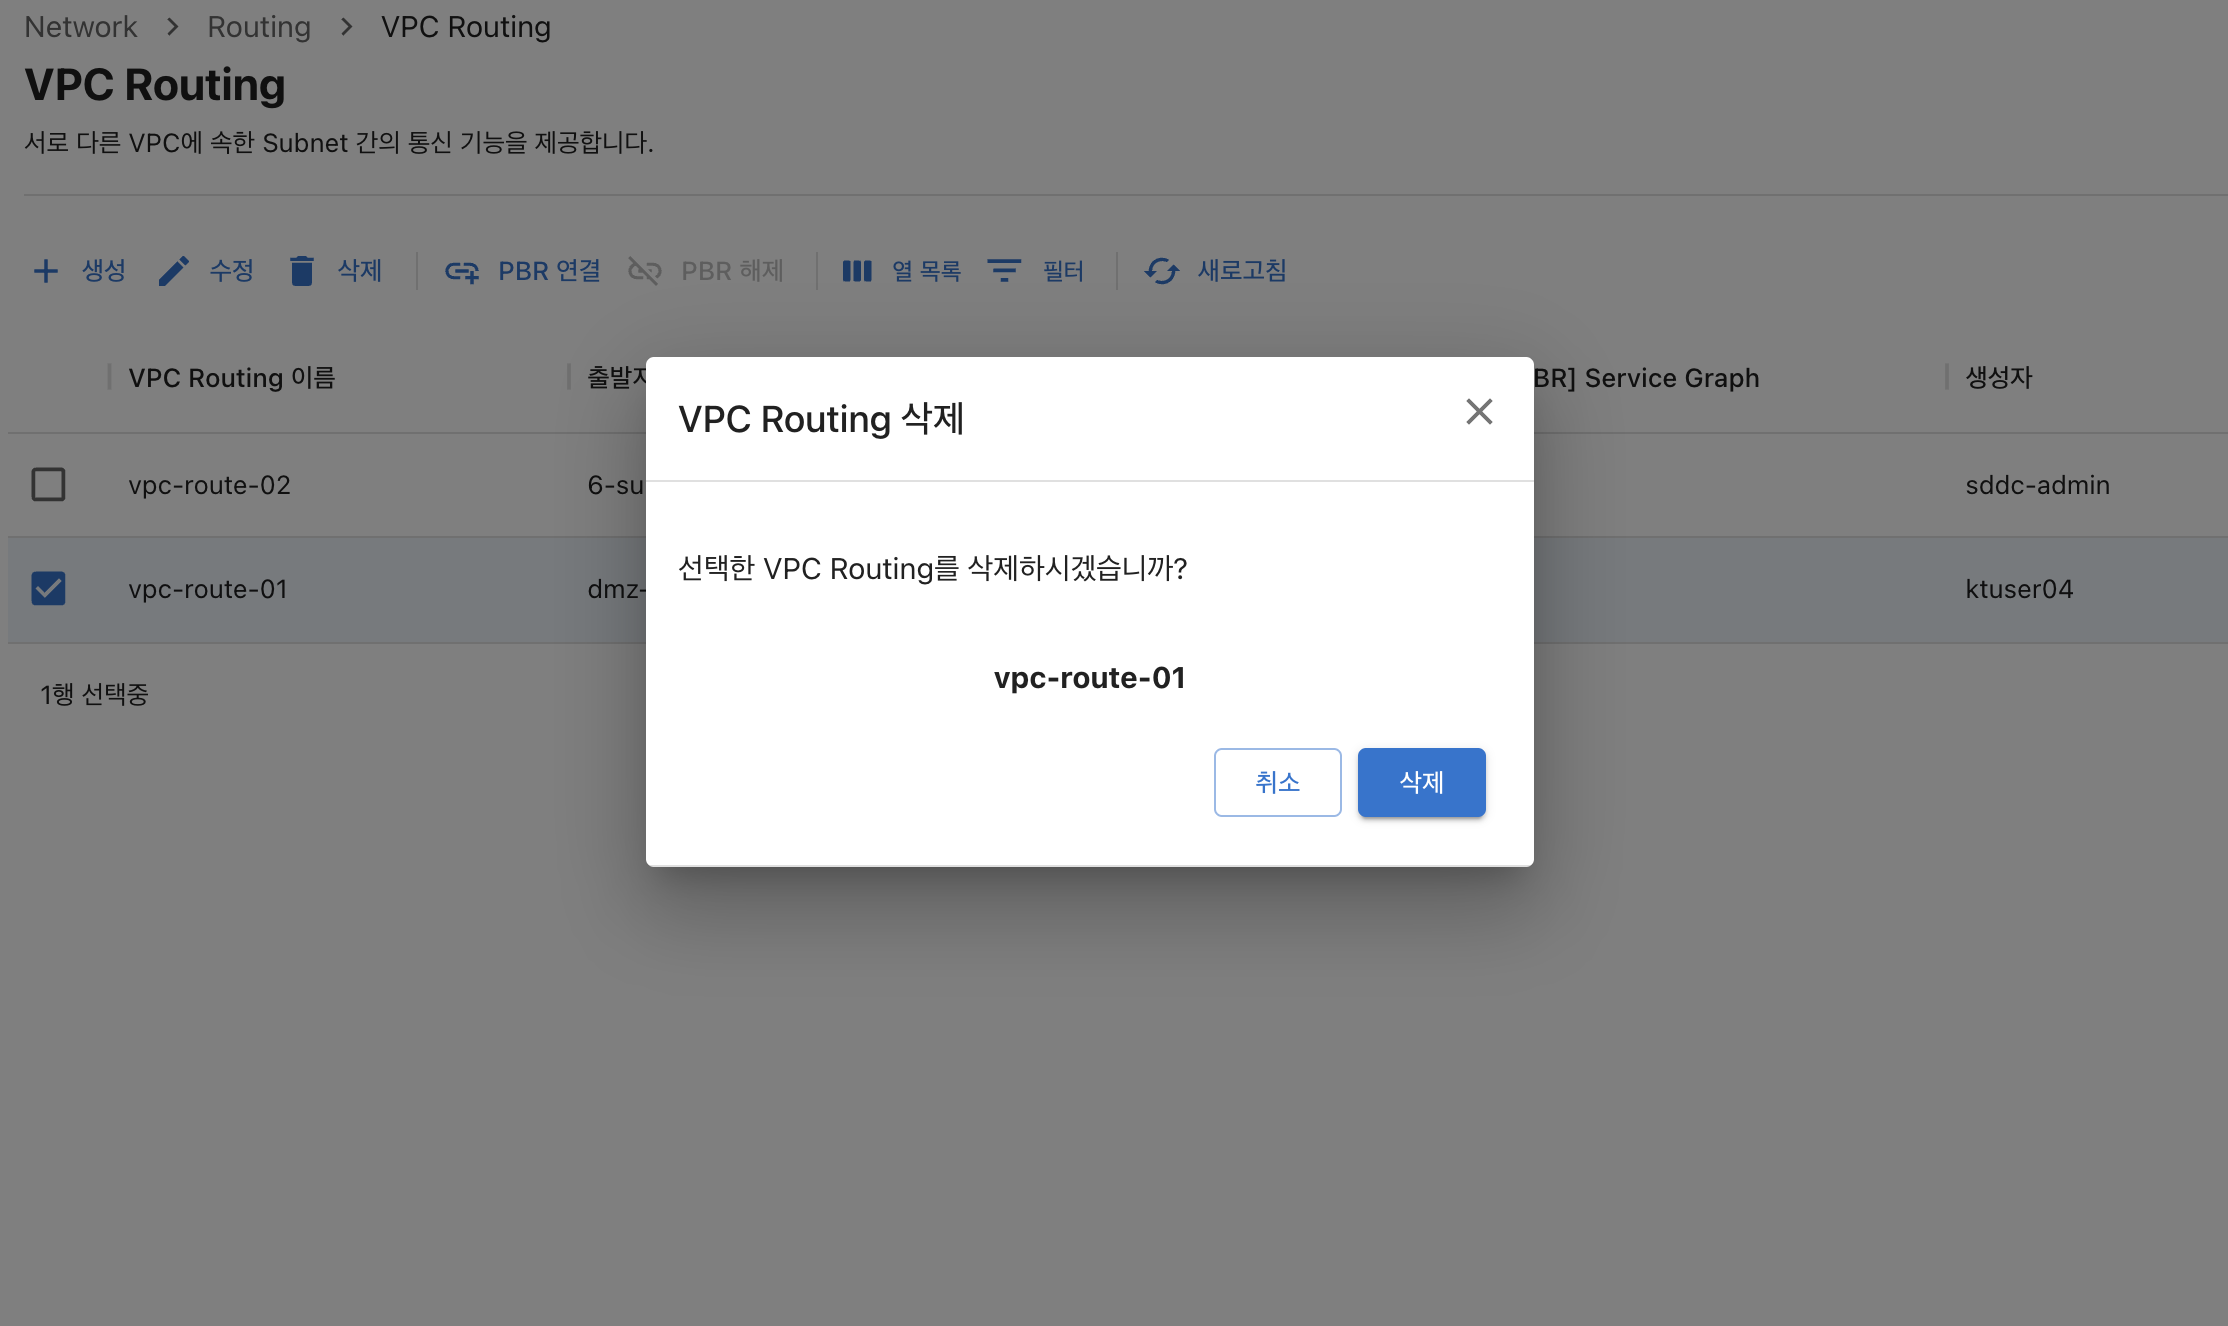 Network > Routing > VPC Routing
VPC Routing
서로 다른 VPC에 속한 Subnet 간의 통신 기능을 제공합니다.
생성 수정 삭제 PBR 연결 PBR 해제 열 목록 필터 새로고침
VPC Routing 이름 출발지 BR] Service Graph 생성자
vpc-route-02 6-su sddc-admin
vpc-route-01 dmz- ktuser04
1행 선택중
VPC Routing 삭제
선택한 VPC Routing를 삭제하시겠습니까?
vpc-route-01
취소 삭제